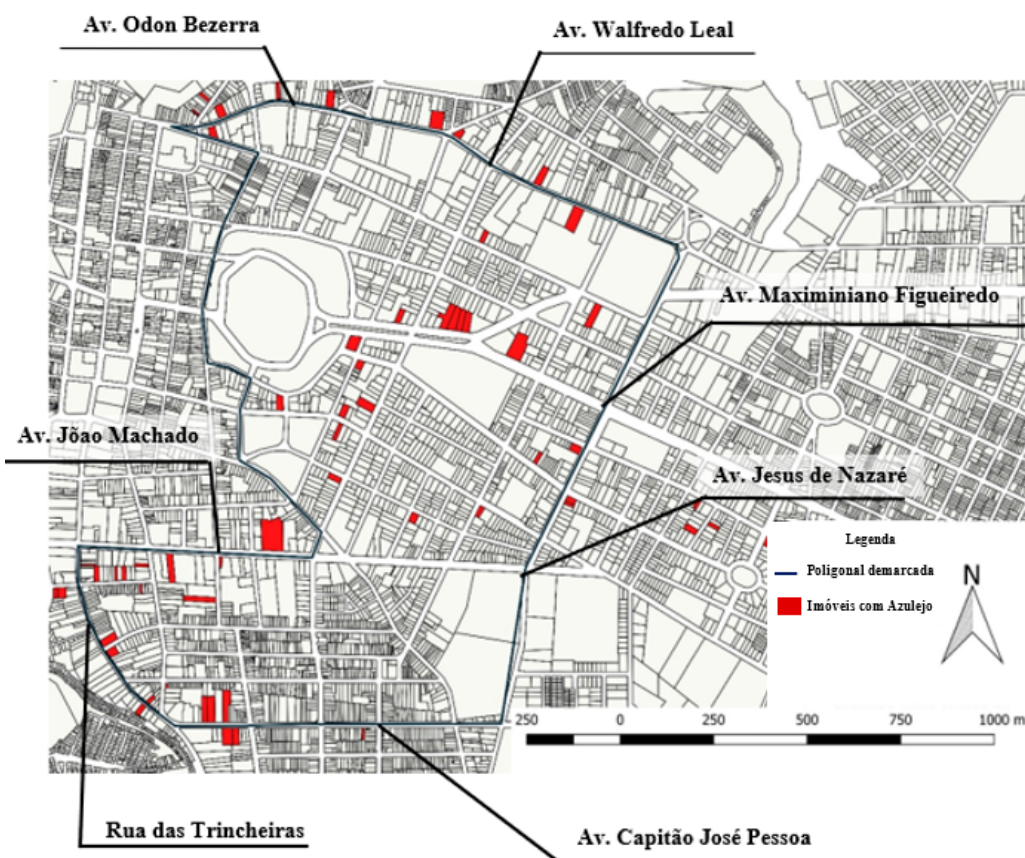 Av. Odon Bezerra
Av. Walfredo Leal
Av. Maximiniano Figueiredo
Av. Jõao Machado
Av. Jesus de Nazaré
Legenda
Poligonal demarcada
Imóveis com Azulejo
N
250 0 250 500 750 1000 m
Rua das Trincheiras
Av. Capitão José Pessoa